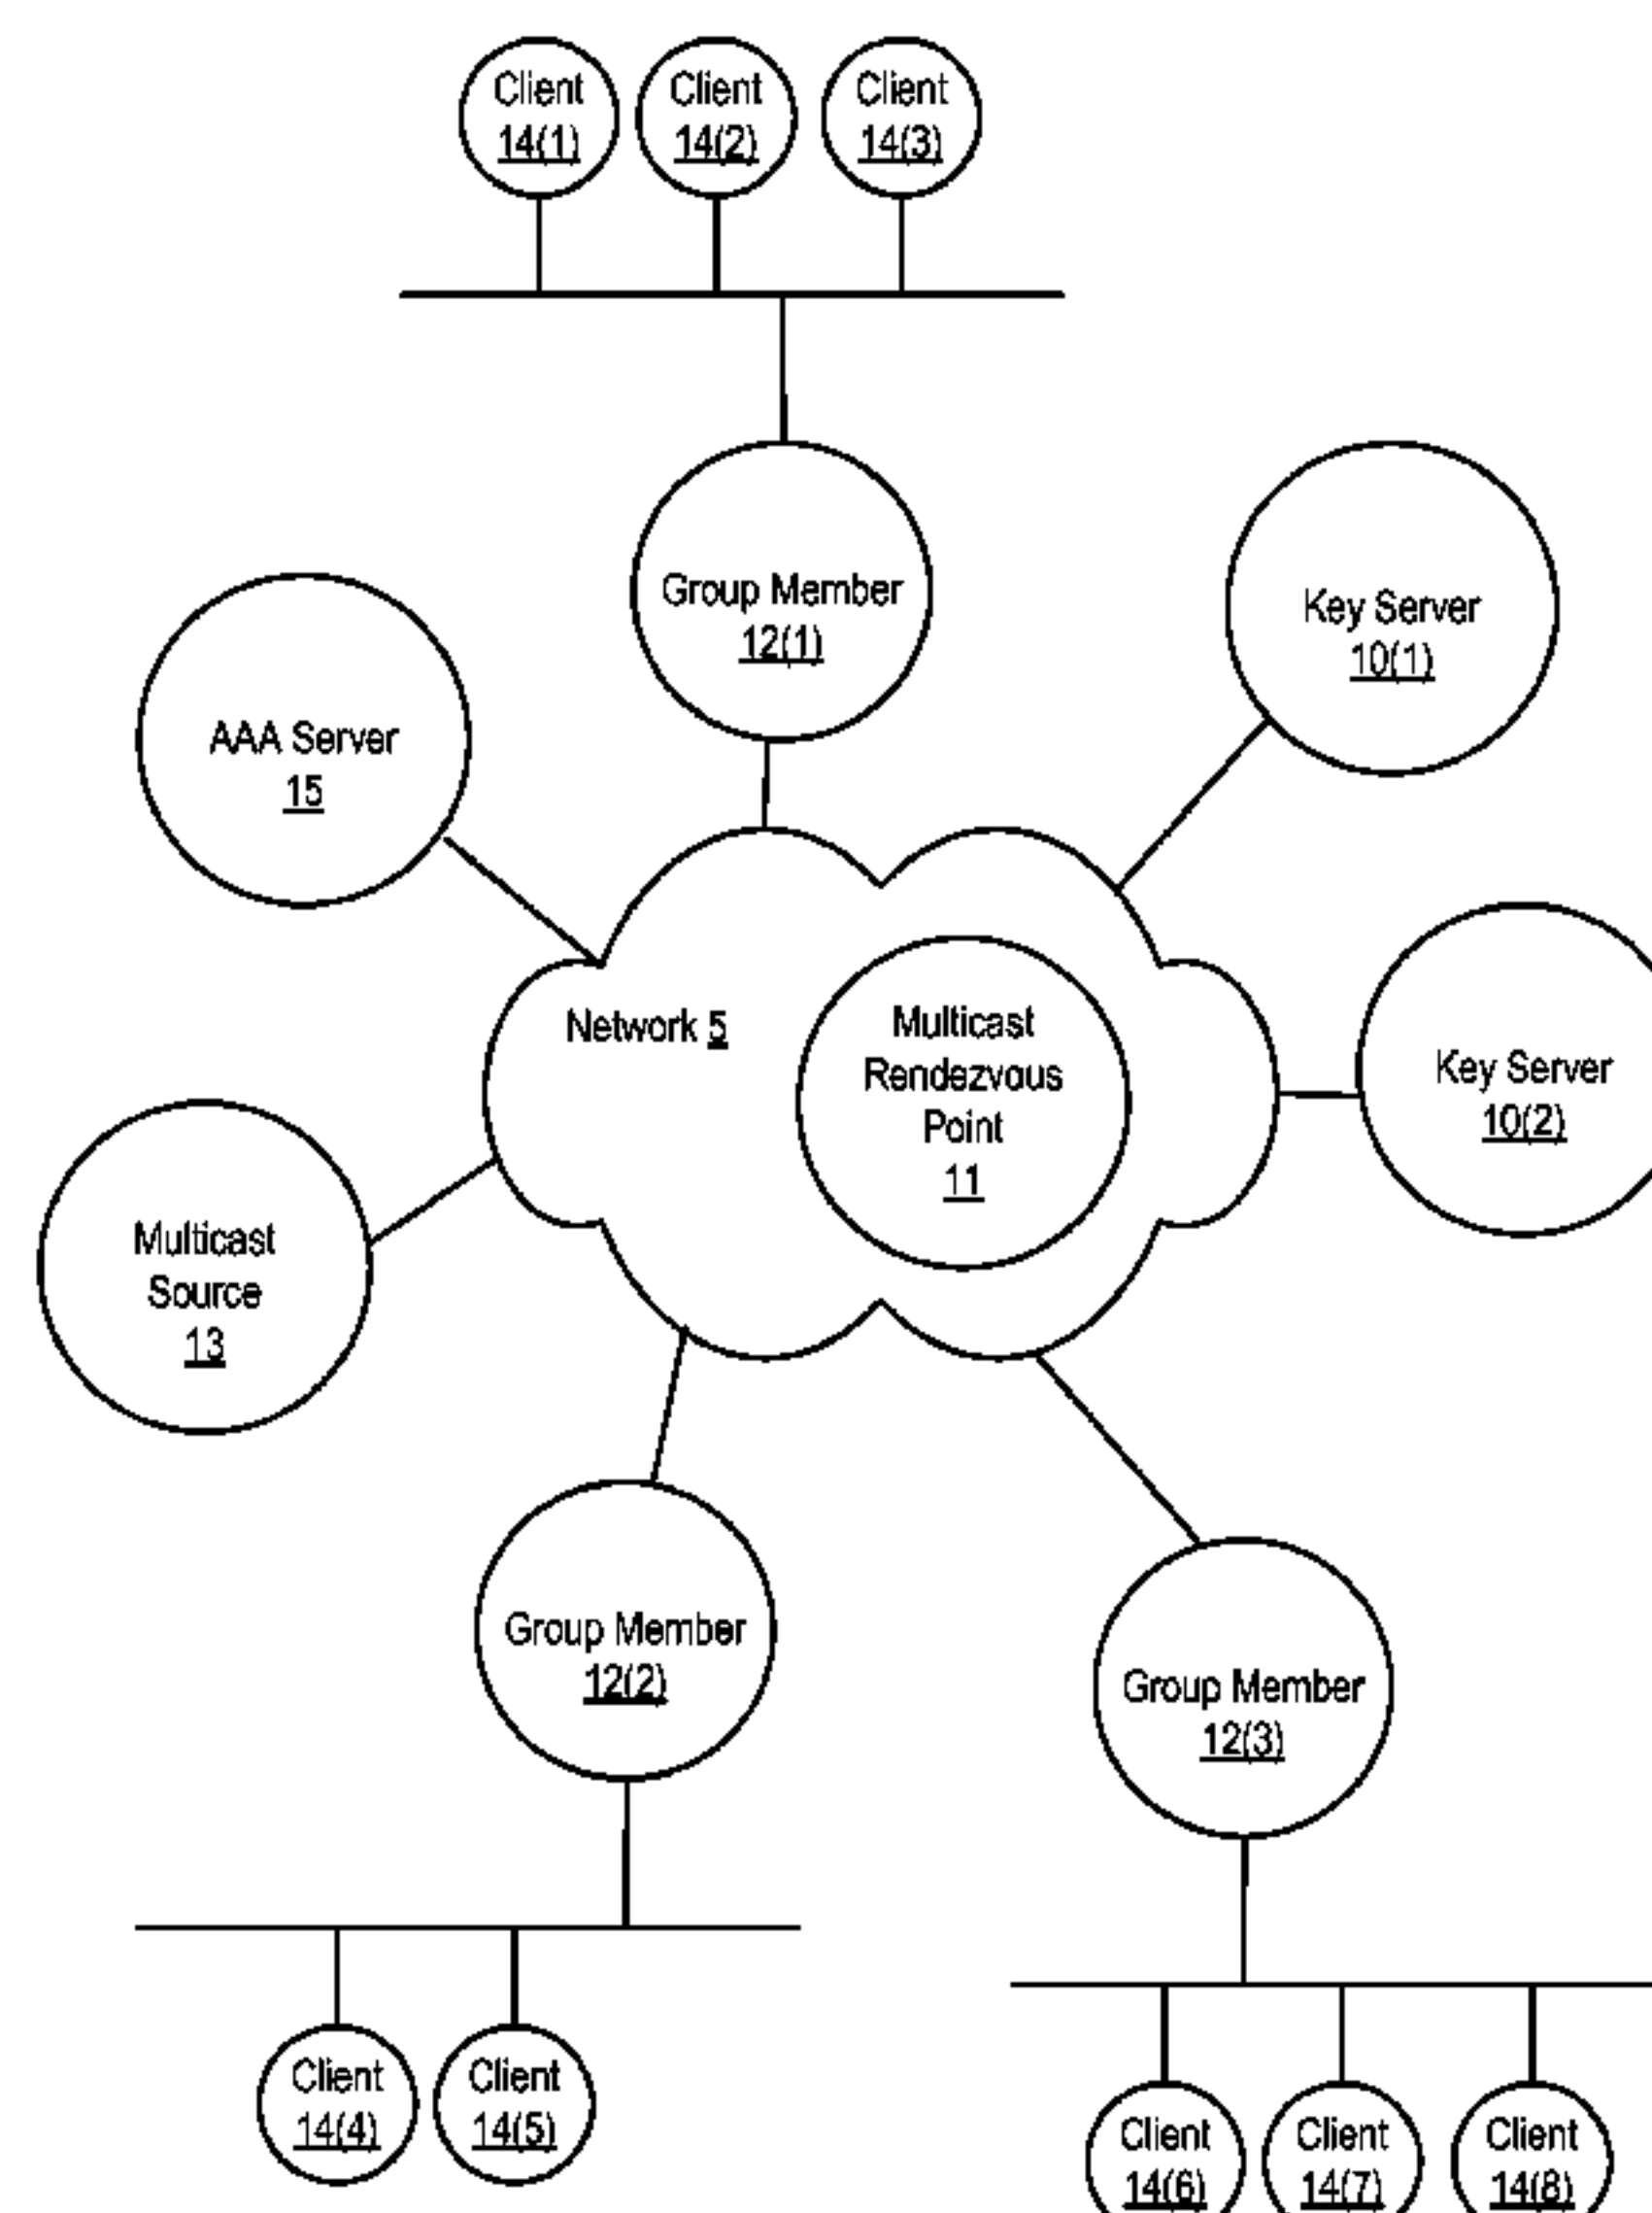 Client
14(1)
Client
14(2)
Client
14(3)
Group Member
12(1)
Key Server
10(1)
AAA Server
15
Network 5
Multicast
Rendezvous
Point
11
Key Server
10(2)
Multicast
Source
13
Group Member
12(2)
Group Member
12(3)
Client
14(4)
Client
14(5)
Client
14(6)
Client
14(7)
Client
14(8)